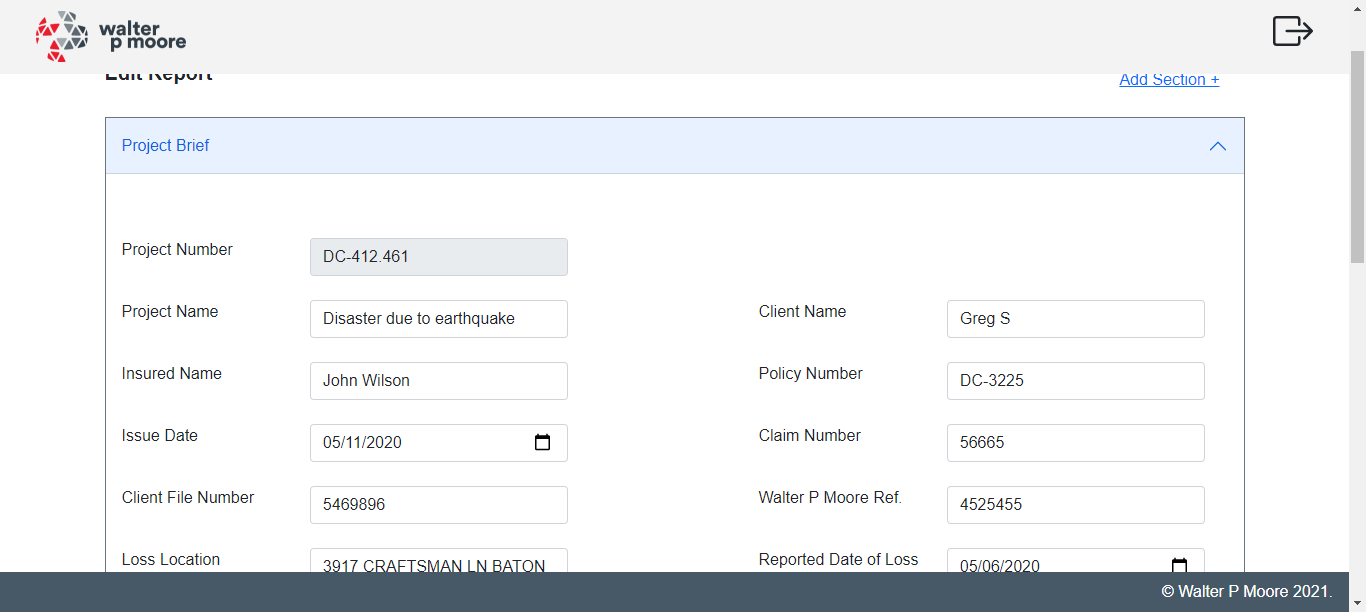 walter
p moore
Edit Report
Add Section +
Project Brief
Project Number
DC-412.461
Project Name
Disaster due to earthquake
Client Name
Greg S
Insured Name
John Wilson
Policy Number
DC-3225
Issue Date
05/11/2020
Claim Number
56665
Client File Number
5469896
Walter P Moore Ref.
4525455
Loss Location
3917 CRAFTSMAN LN BATON
Reported Date of Loss
05/06/2020
© Walter P Moore 2021.